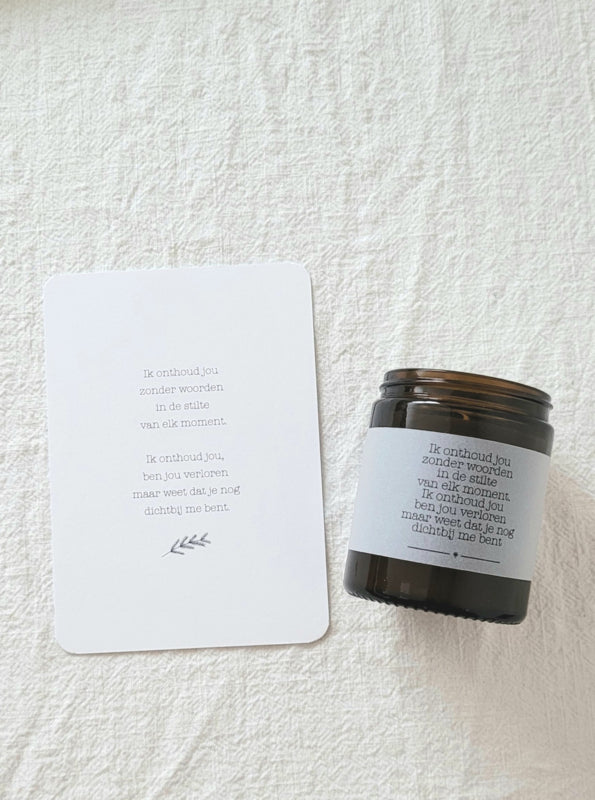 Ik onthoud jou
zonder woorden
in de stilte
van elk moment.
Ik onthoud jou,
ben jou verloren
maar weet dat je nog
dichtbij me bent.
Ik onthoud jou
zonder woorden
in de stilte
van elk moment.
Ik onthoud jou
ben jou verloren
maar weet dat je nog
dichtbij me bent